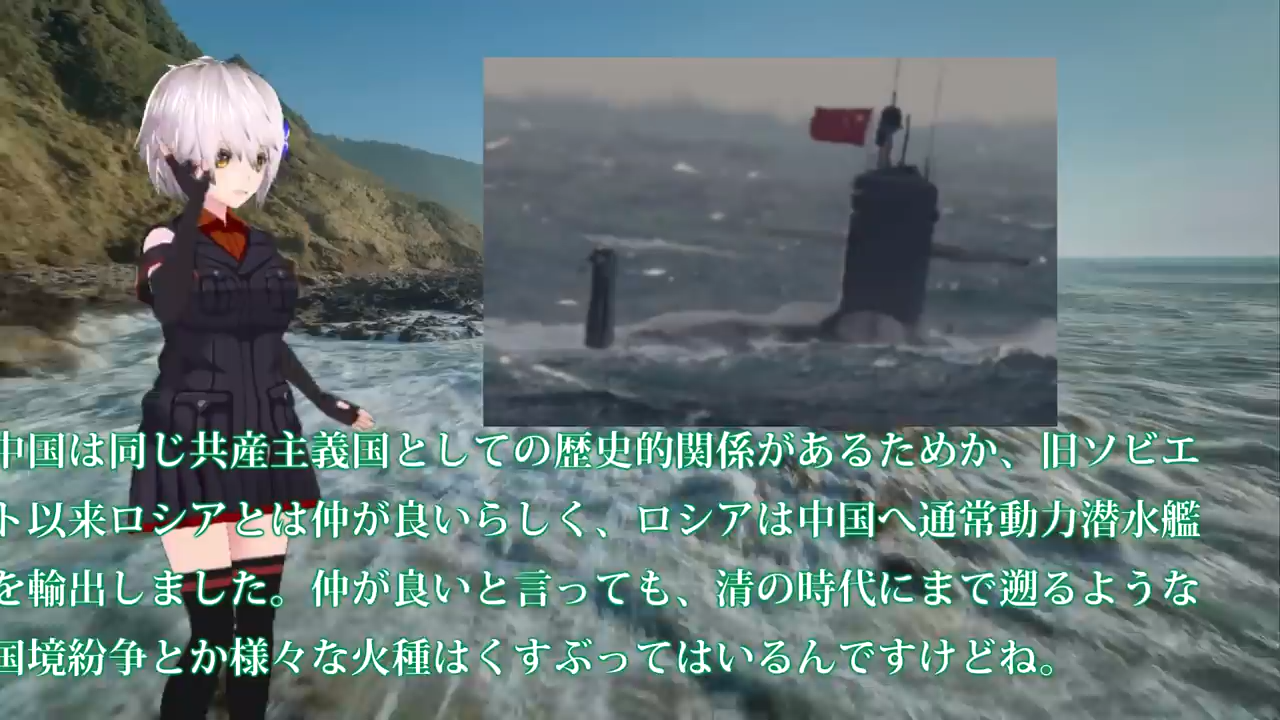 中国は同じ共産主義国としての歴史的関係があるためか、旧ソビエ
ト以来ロシアとは仲が良いらしく、ロシアは中国へ通常動力潜水艦
を輸出しました。仲が良いと言っても、清の時代にまで遡るような
国境紛争とか様々な火種はくすぶってはいるんですけどね。